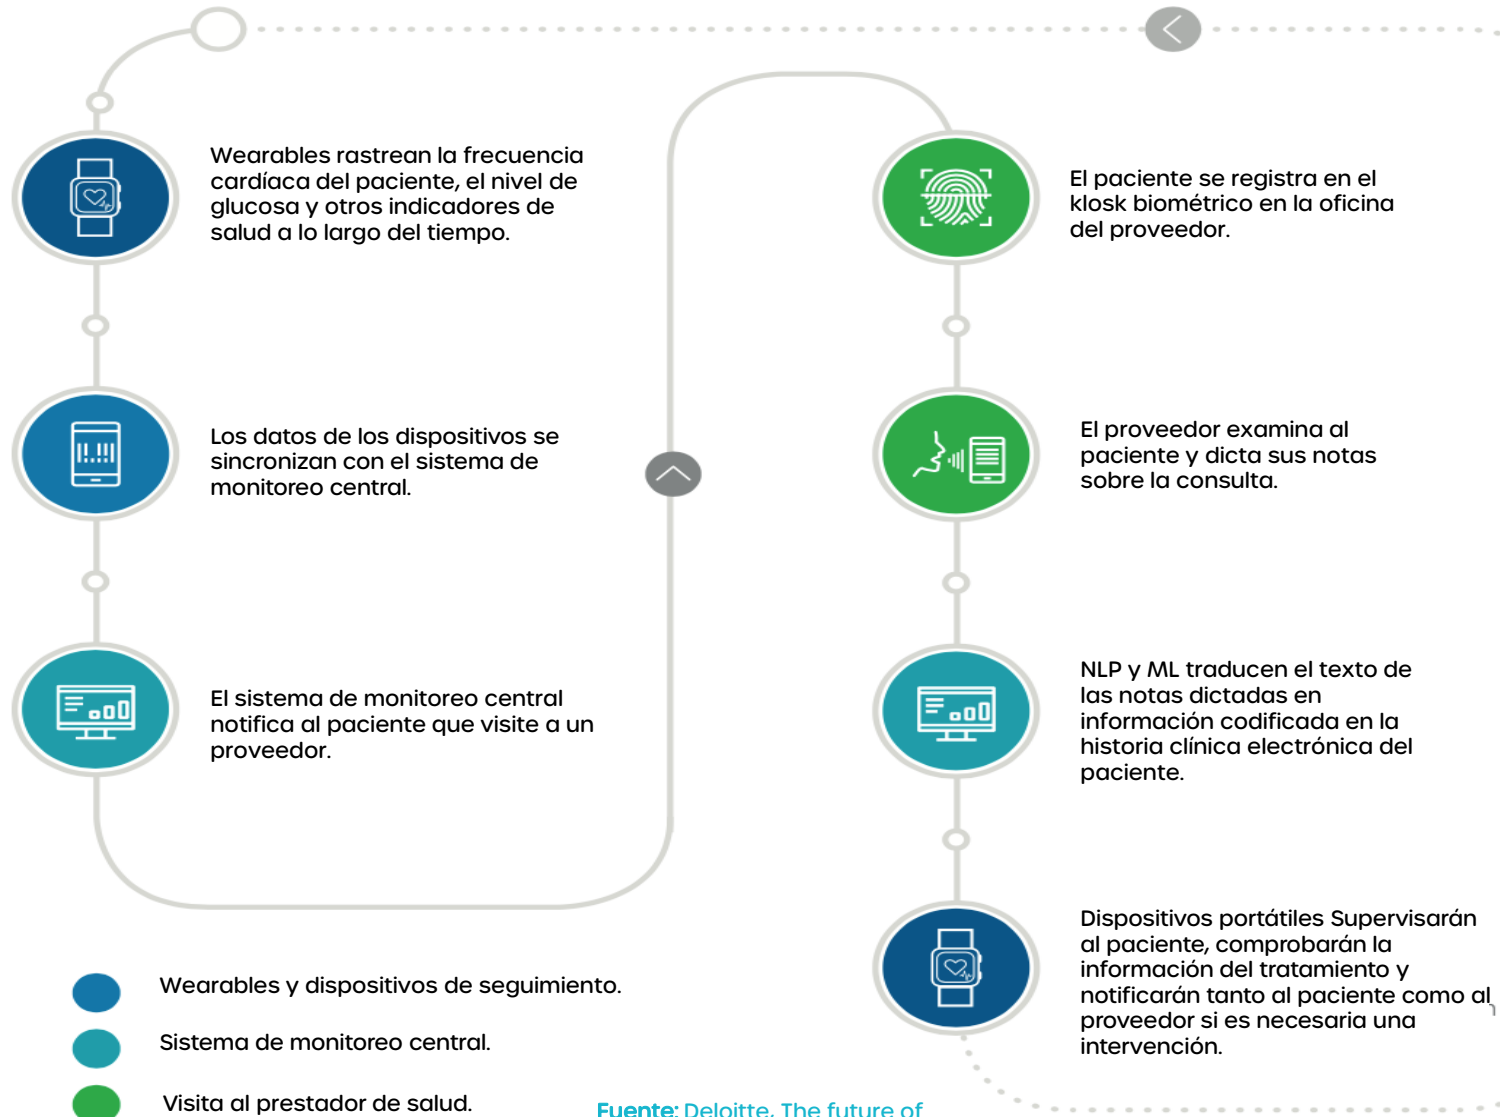 Wearables rastrean la frecuencia
cardíaca del paciente, el nivel de
glucosa y otros indicadores de
salud a lo largo del tiempo.
Los datos de los dispositivos se
sincronizan con el sistema de
monitoreo central.
El sistema de monitoreo central
notifica al paciente que visite a un
proveedor.
El paciente se registra en el
klosk biométrico en la oficina
del proveedor.
El proveedor examina al
paciente y dicta sus notas
sobre la consulta.
NLP y ML traducen el texto de
las notas dictadas en
información codificada en la
historia clínica electrónica del
paciente.
Dispositivos portátiles Supervisarán
al paciente, comprobarán la
información del tratamiento y
notificarán tanto al paciente como al
proveedor si es necesaria una
intervención.
Wearables y dispositivos de seguimiento.
Sistema de monitoreo central.
Visita al prestador de salud.
Fuente: Deloitte, The future of